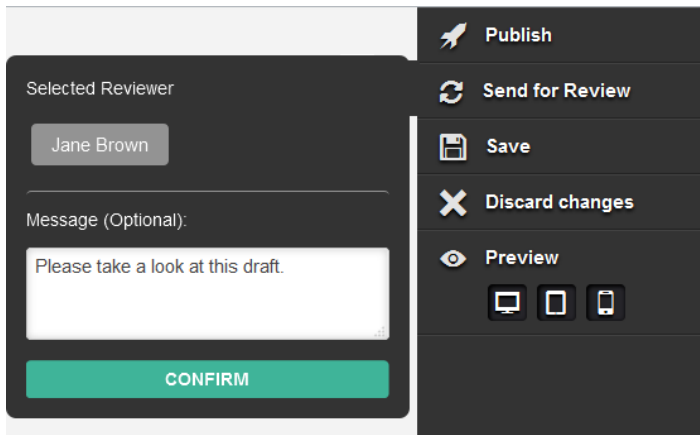 Selected Reviewer
Jane Brown
Message (Optional):
Please take a look at this draft.
CONFIRM
Publish
Send for Review
Save
Discard changes
Preview